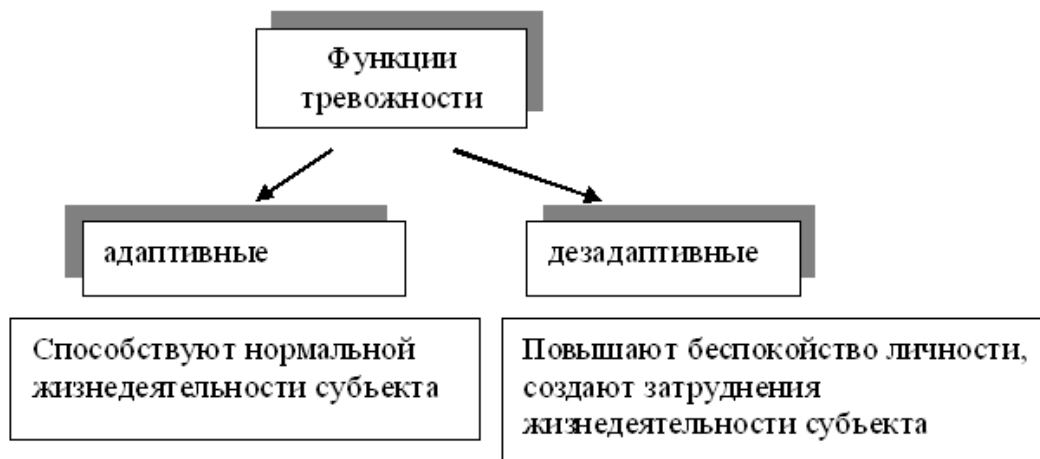 Функции
тревожности
адаптивные
дезадаптивные
Способствуют нормальной
жизнедеятельности субъекта
Повышают беспокойство личности,
создают затруднения
жизнедеятельности субъекта